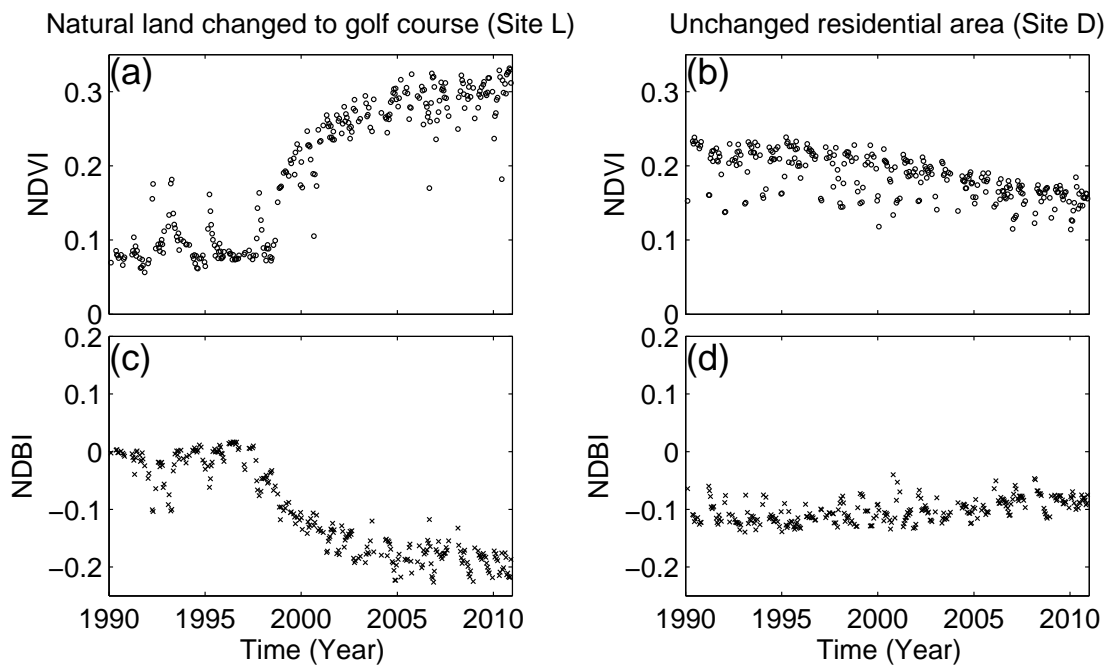 Natural land changed to golf course (Site L)
Unchanged residential area (Site D)
(a)
0.3
0.2
0.1
0
NDVI
(b)
0.3
0.2
0.1
0
NDVI
(c)
0.2
0.1
0
−0.1
−0.2
NDBI
1990 1995 2000 2005 2010
Time (Year)
(d)
0.2
0.1
0
−0.1
−0.2
NDBI
1990 1995 2000 2005 2010
Time (Year)